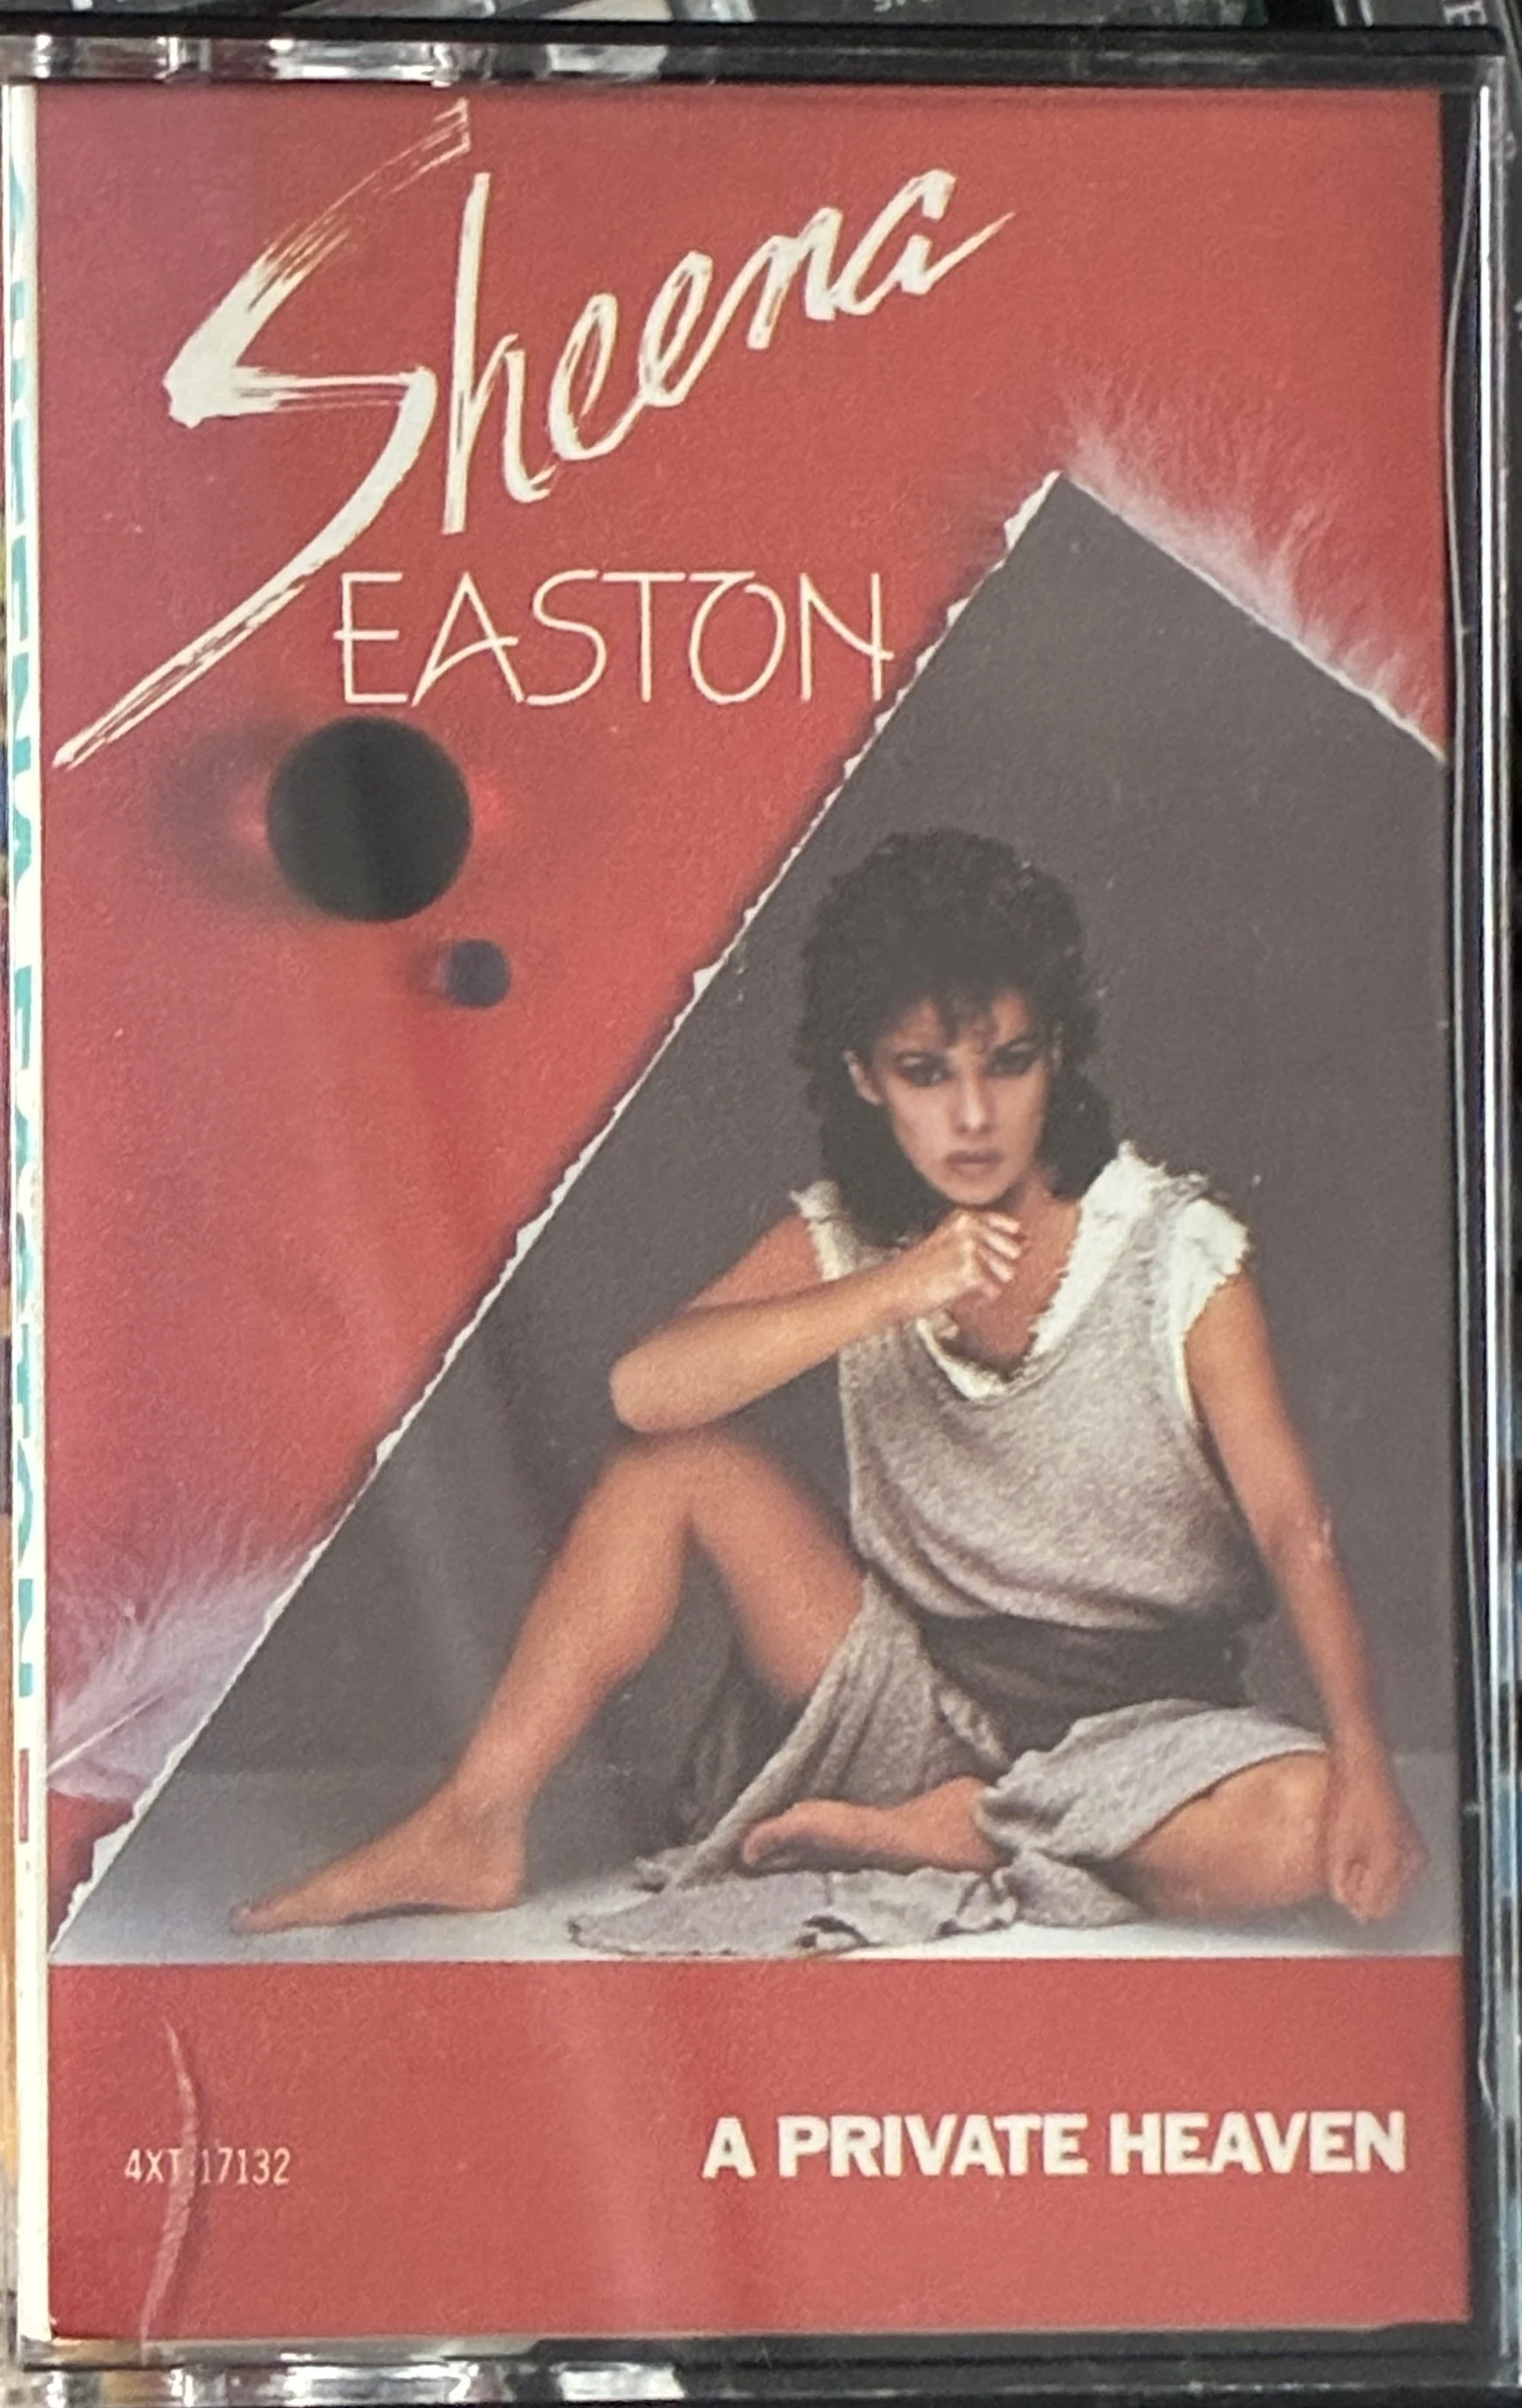 Sheena
EASTON
4XT 17132
A PRIVATE HEAVEN